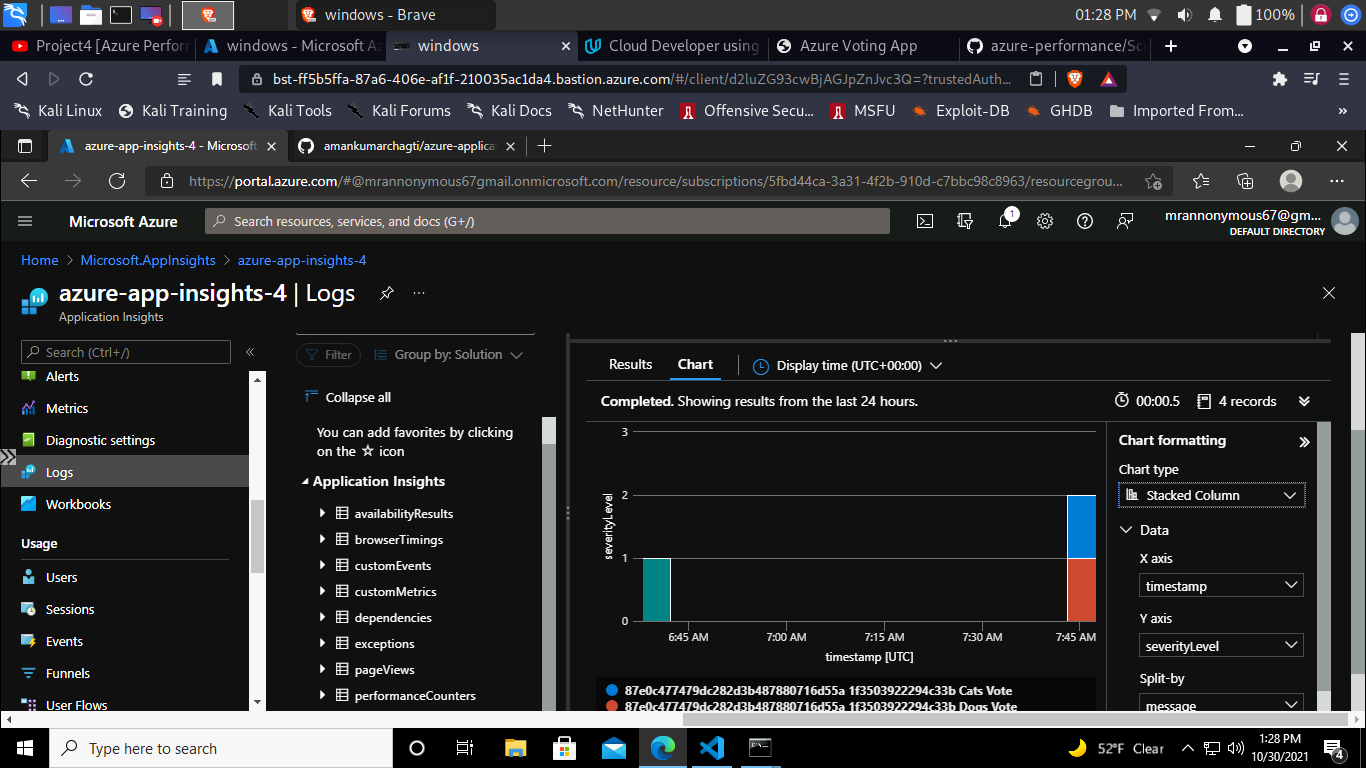 windows - Brave
01:28 PM
100%
Project4 [Azure Perfor
windows - Microsoft Az
windows
Cloud Developer using
Azure Voting App
azure-performance/Scr
bst-ff5b5ffa-87a6-406e-af1f-210035ac1da4.bastion.azure.com/#/client/d2luZG93cwBjAGJpZnJvc3Q=?trustedAuth...
Kali Linux
Kali Training
Kali Tools
Kali Forums
Kali Docs
NetHunter
Offensive Secu...
MSFU
Exploit-DB
GHDB
Imported From...
azure-app-insights-4 - Microsoft
amankumarchagti/azure-applicat
https://portal.azure.com/#@mrannonymous67gmail.onmicrosoft.com/resource/subscriptions/5fbd44ca-3a31-4f2b-910d-c7bbc98c8963/resourcegrou...
Microsoft Azure
Search resources, services, and docs (G+/)
1
mrannonymous67@gm...
DEFAULT DIRECTORY
Home > Microsoft.AppInsights > azure-app-insights-4
azure-app-insights-4 | Logs
Application Insights
Search (Ctrl+/)
Alerts
Metrics
Diagnostic settings
Logs
Workbooks
Usage
Users
Sessions
Events
Funnels
User Flows
Filter
Group by: Solution
Collapse all
You can add favorites by clicking
on the ☆ icon
Application Insights
availabilityResults
browserTimings
customEvents
customMetrics
dependencies
exceptions
pageViews
performanceCounters
Results
Chart
Display time (UTC+00:00)
Completed. Showing results from the last 24 hours.
00:00.5
4 records
3
2
1
0
severityLevel
6:45 AM
7:00 AM
7:15 AM
7:30 AM
7:45 AM
timestamp [UTC]
87e0c477479dc282d3b487880716d55a 1f3503922294c33b Cats Vote
87e0c477479dc282d3b487880716d55a 1f3503922294c33b Dogs Vote
Chart formatting
Chart type
Stacked Column
Data
X axis
timestamp
Y axis
severityLevel
Split-by
message
Type here to search
52°F Clear
1:28 PM
10/30/2021
4